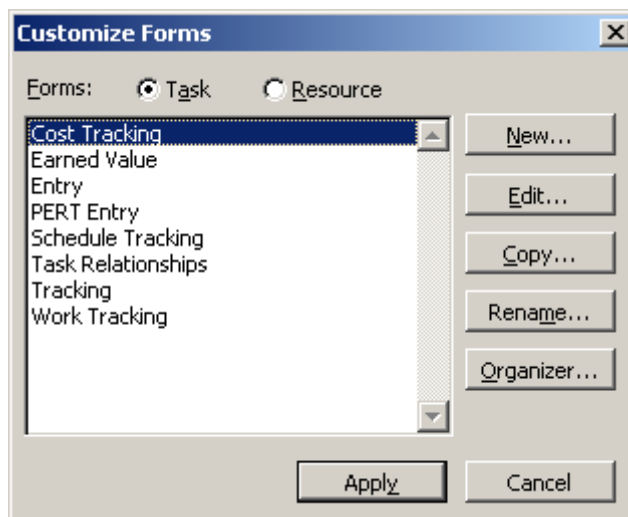 Customize Forms
Forms: Task Resource
Cost Tracking
Earned Value
Entry
PERT Entry
Schedule Tracking
Task Relationships
Tracking
Work Tracking
New...
Edit...
Copy...
Rename...
Organizer...
Apply Cancel